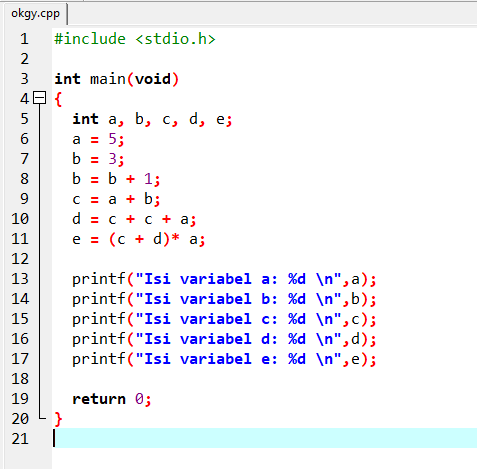 okgy.cpp
1 #include <stdio.h>
2
3 int main(void)
4 {
5 int a, b, c, d, e;
6 a = 5;
7 b = 3;
8 b = b + 1;
9 c = a + b;
10 d = c + c + a;
11 e = (c + d)* a;
12
13 printf("Isi variabel a: %d \n",a);
14 printf("Isi variabel b: %d \n",b);
15 printf("Isi variabel c: %d \n",c);
16 printf("Isi variabel d: %d \n",d);
17 printf("Isi variabel e: %d \n",e);
18
19 return 0;
20 }
21